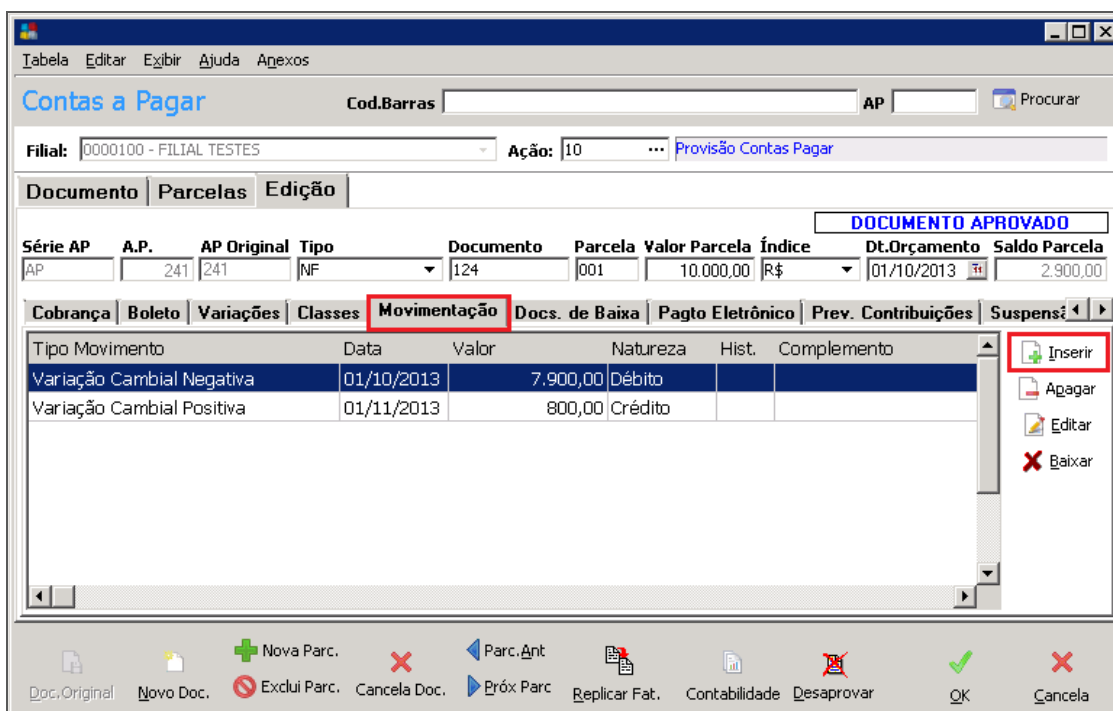 Tabela Editar Exibir Ajuda Anexos
Contas a Pagar Cod.Barras AP Procurar
Filial: 0000100 - FILIAL TESTES Ação: 10 ... Provisão Contas Pagar
Documento Parcelas Edição
DOCUMENTO APROVADO
Série AP A.P. AP Original Tipo Documento Parcela Valor Parcela Índice Dt.Orçamento Saldo Parcela
AP 241 241 NF 124 001 10.000,00 R$ 01/10/2013 2.900,00
Cobrança Boleto Variações Classes Movimentação Docs. de Baixa Pagto Eletrônico Prev. Contribuições Suspensã
Tipo Movimento Data Valor Natureza Hist. Complemento
Variação Cambial Negativa 01/10/2013 7.900,00 Débito
Variação Cambial Positiva 01/11/2013 800,00 Crédito
Inserir
Apagar
Editar
Baixar
Nova Parc. Parc.Ant
Doc.Original Novo Doc. Exclui Parc. Cancela Doc. Próx Parc Replicar Fat. Contabilidade Desaprovar OK Cancela